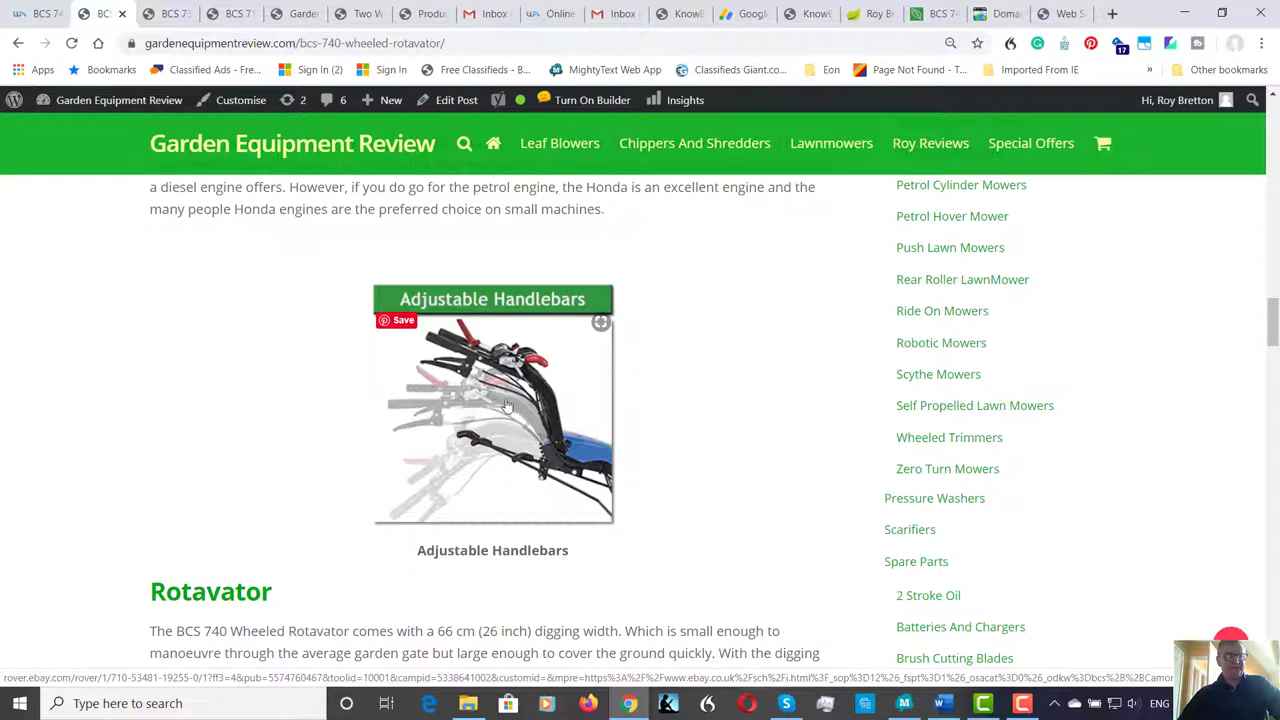 BCS 74
BCS
BCS 73
BCS 71
Garden
Two W
Produ
Inbox
Online
Inbox
KnowB
Google
KnowB
Roy Br
BCS 74
Doma
Web S
gardenequipmentreview.com/bcs-740-wheeled-rotavator/
17
Apps
Bookmarks
Classified Ads - Fre...
Sign In (2)
Sign In
Free Classifieds - B...
MightyText Web App
Classifieds Giant.co...
Eon
Page Not Found - T...
Imported From IE
»
Other bookmarks
Garden Equipment Review
Customise
2
6
New
Edit Post
Turn On Builder
Insights
Hi, Roy Bretton
Garden Equipment Review
Leaf Blowers
Chippers And Shredders
Lawnmowers
Roy Reviews
Special Offers
a diesel engine offers. However, if you do go for the petrol engine, the Honda is an excellent engine and the
many people Honda engines are the preferred choice on small machines.
Adjustable Handlebars
Save
Adjustable Handlebars
Rotavator
The BCS 740 Wheeled Rotavator comes with a 66 cm (26 inch) digging width. Which is small enough to
manoeuvre through the average garden gate but large enough to cover the ground quickly. With the digging
Petrol Cylinder Mowers
Petrol Hover Mower
Push Lawn Mowers
Rear Roller LawnMower
Ride On Mowers
Robotic Mowers
Scythe Mowers
Self Propelled Lawn Mowers
Wheeled Trimmers
Zero Turn Mowers
Pressure Washers
Scarifiers
Spare Parts
2 Stroke Oil
Batteries And Chargers
Brush Cutting Blades
rover.ebay.com/rover/1/710-53481-19255-0/1?ff3=4&pub=5574760467&toolid=10001&campid=5338641002&customid=&mpre=https%3A%2F%2Fwww.ebay.co.uk%2Fsch%2Fi.html%3F_sop%3D12%26_fspt%3D1%26_osacat%3D0%26_odkw%3Dbcs%2B%2B%2BCamor
Type here to search
ENG